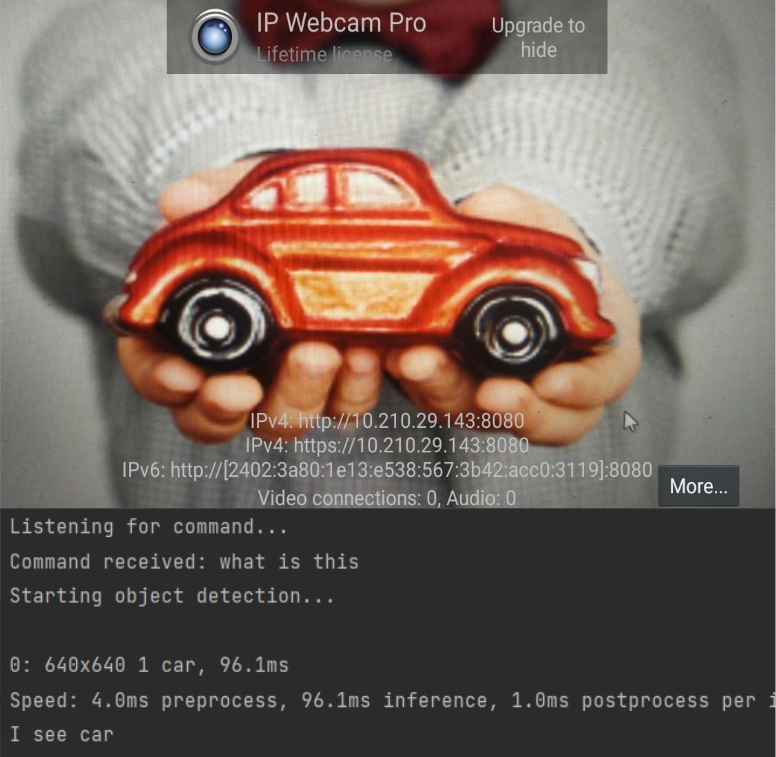 IP Webcam Pro
Lifetime license
Upgrade to
hide
IPv4: http://10.210.29.143:8080
IPv4: https://10.210.29.143:8080
IPv6: http://[2402:3a80:1e13:e538:567:3b42:acc0:3119]:8080
Video connections: 0, Audio: 0
More...
Listening for command...
Command received: what is this
Starting object detection...
0: 640x640 1 car, 96.1ms
Speed: 4.0ms preprocess, 96.1ms inference, 1.0ms postprocess per i
I see car